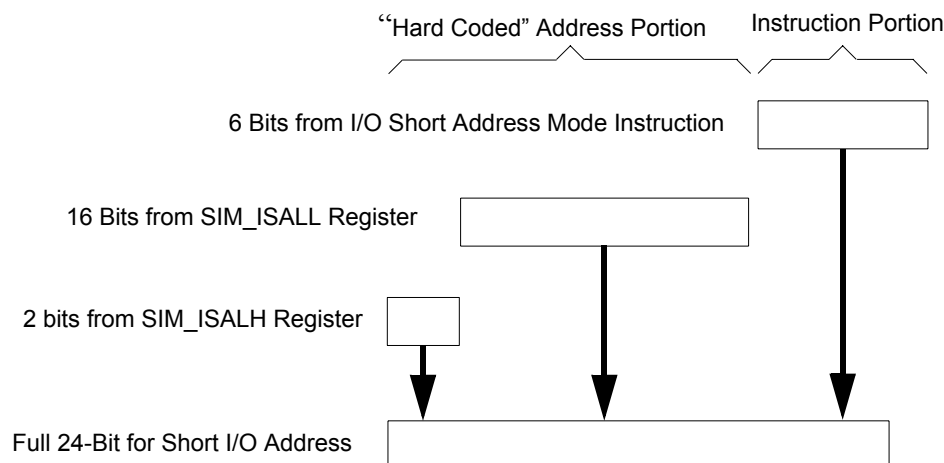 “Hard Coded” Address Portion
Instruction Portion
6 Bits from I/O Short Address Mode Instruction
16 Bits from SIM_ISALL Register
2 bits from SIM_ISALH Register
Full 24-Bit for Short I/O Address